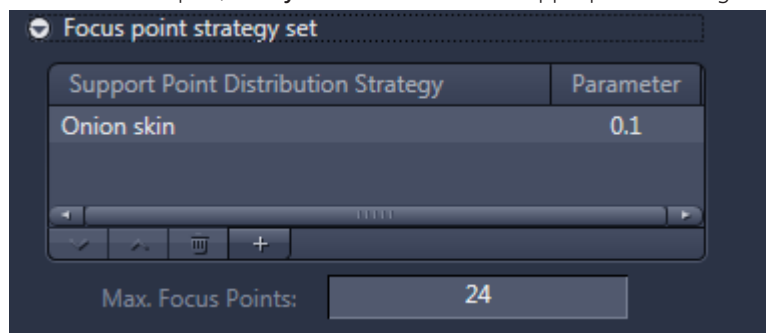 Focus point strategy set
Support Point Distribution Strategy Parameter
Onion skin 0.1
+
Max. Focus Points: 24